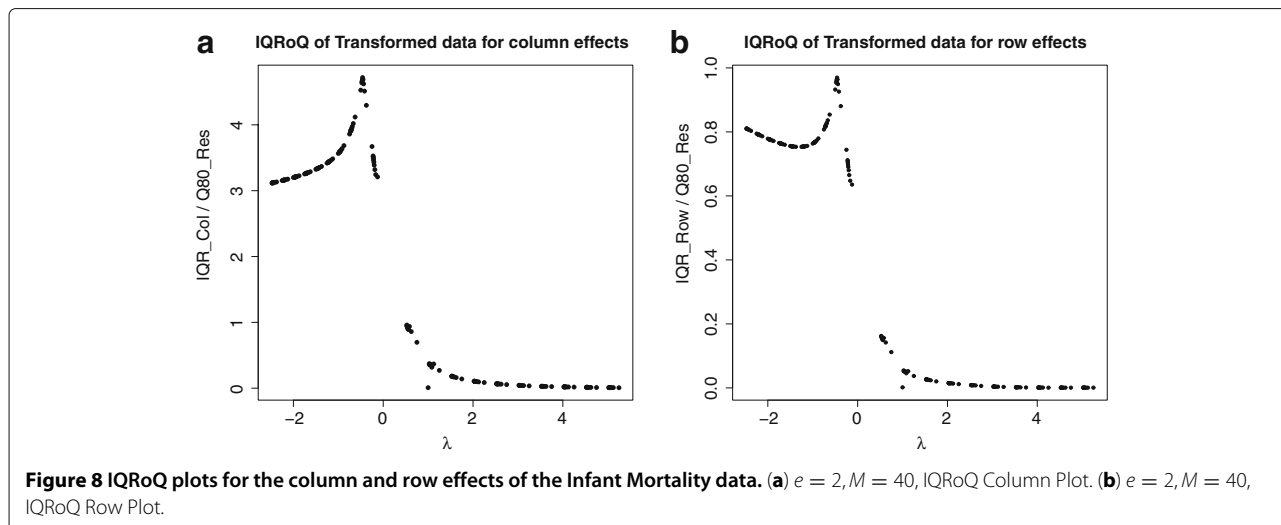 a IQRoQ of Transformed data for column effects
IQR_Col / Q80_Res
4
3
2
1
0
−2 0 2 4
λ
b IQRoQ of Transformed data for row effects
IQR_Row / Q80_Res
1.0
0.8
0.6
0.4
0.2
0.0
−2 0 2 4
λ
Figure 8 IQRoQ plots for the column and row effects of the Infant Mortality data. (a) e = 2, M = 40, IQRoQ Column Plot. (b) e = 2, M = 40,
IQRoQ Row Plot.